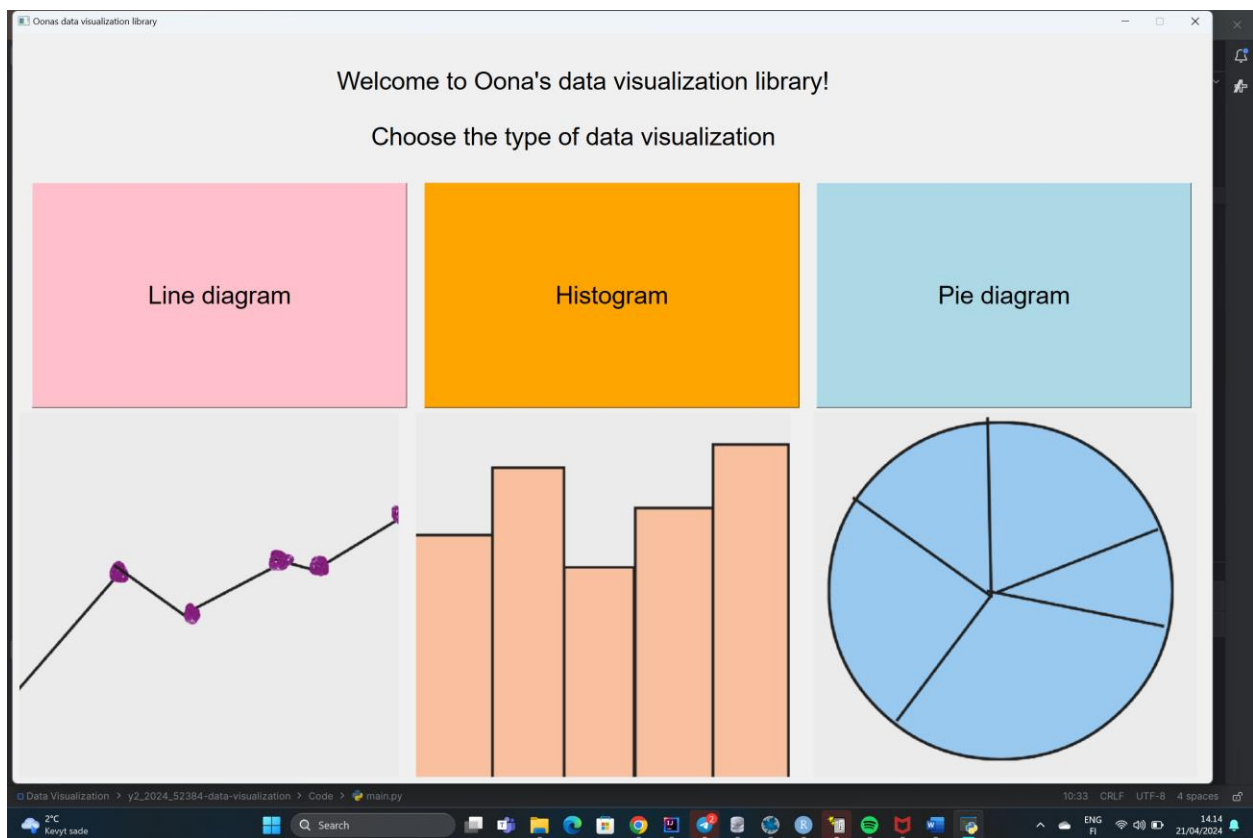 Oonas data visualization library
Welcome to Oona's data visualization library!
Choose the type of data visualization
Line diagram
Histogram
Pie diagram
Data Visualization > y2_2024_52384-data-visualization > Code > main.py
10:33 CRLF UTF-8 4 spaces
2°C
Kevyt sade
Search
ENG
FI
14.14
21/04/2024